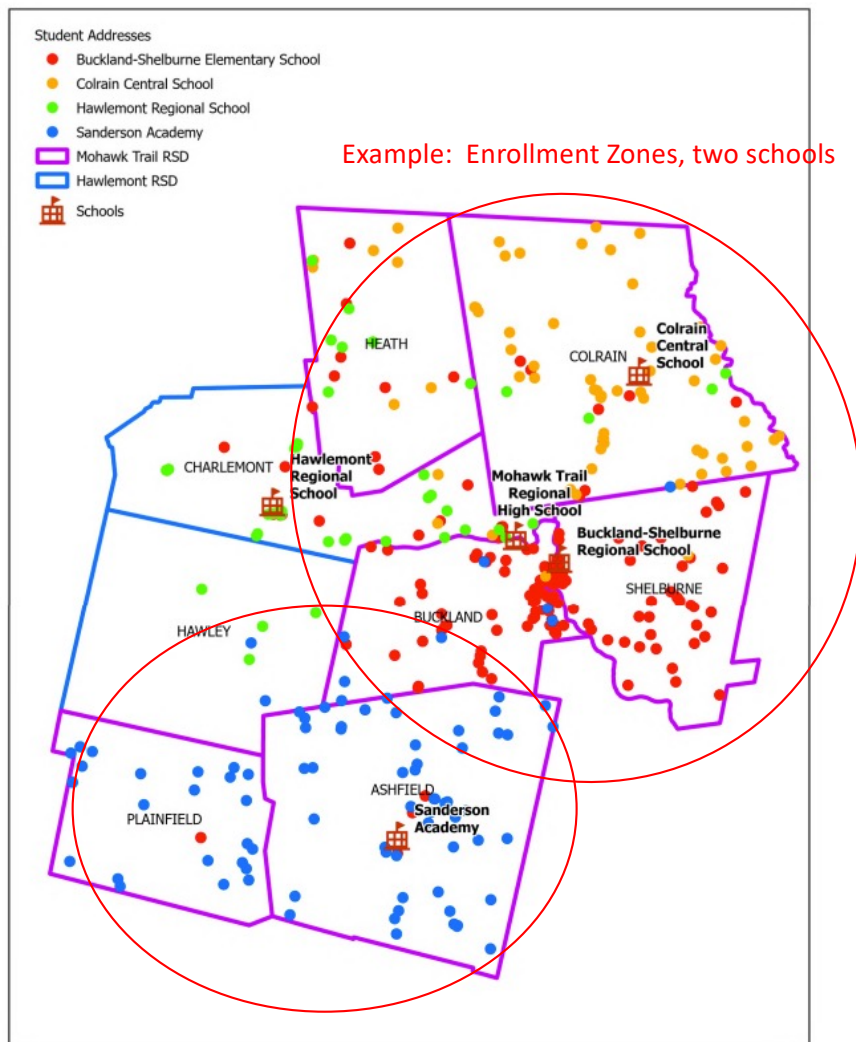 Student Addresses
Buckland-Shelburne Elementary School
Colrain Central School
Hawlemont Regional School
Sanderson Academy
Mohawk Trail RSD
Hawlemont RSD
Schools
Example: Enrollment Zones, two schools
HEATH
COLRAIN
Colrain
Central
School
CHARLEMONT
Hawlemont
Regional
School
Mohawk Trail
Regional
High School
Buckland-Shelburne
Regional School
SHELBURNE
BUCKLAND
HAWLEY
ASHFIELD
Sanderson
Academy
PLAINFIELD